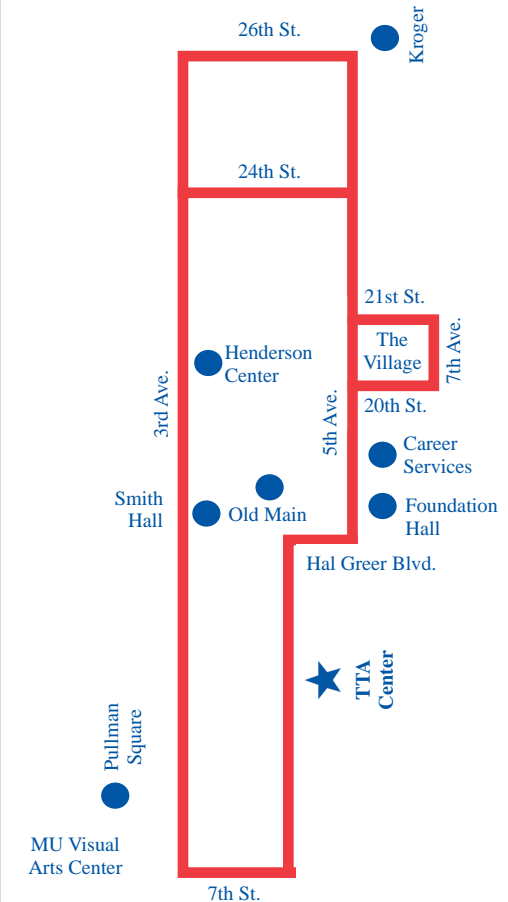 26th St.
Kroger
24th St.
21st St.
The
Village
7th Ave.
20th St.
Henderson
Center
3rd Ave.
5th Ave.
Career
Services
Smith
Hall
Old Main
Foundation
Hall
Hal Greer Blvd.
TTA
Center
Pullman
Square
MU Visual
Arts Center
7th St.